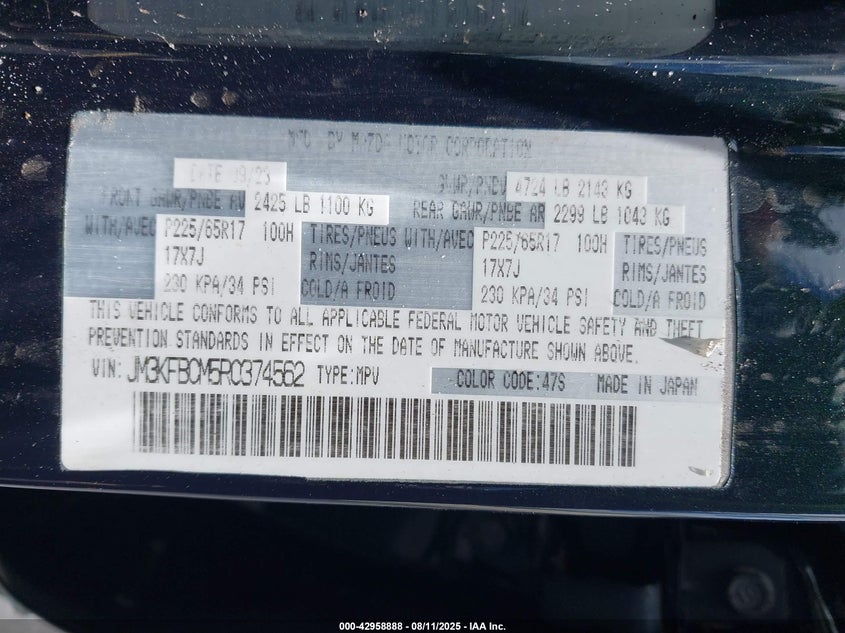 MFD. BY MAZDA MOTOR CORPORATION
DATE 09/23
GVWR/PNBV 4724 LB 2143 KG
FRONT GAWR/PNBE AV 2425 LB 1100 KG REAR GAWR/PNBE AR 2299 LB 1043 KG
WITH/AVEC P225/65R17 100H TIRES/PNEUS WITH/AVEC P225/65R17 100H TIRES/PNEUS
17X7J RIMS/JANTES 17X7J RIMS/JANTES
230 KPA/34 PSI COLD/A FROID 230 KPA/34 PSI COLD/A FROID
THIS VEHICLE CONFORMS TO ALL APPLICABLE FEDERAL MOTOR VEHICLE SAFETY AND THEFT
PREVENTION STANDARDS IN EFFECT ON THE DATE OF MANUFACTURE SHOWN ABOVE.
VIN: JM3KFBCM5R0374562 TYPE:MPV COLOR CODE:47S MADE IN JAPAN
000-42958888 - 08/11/2025 - IAA Inc.